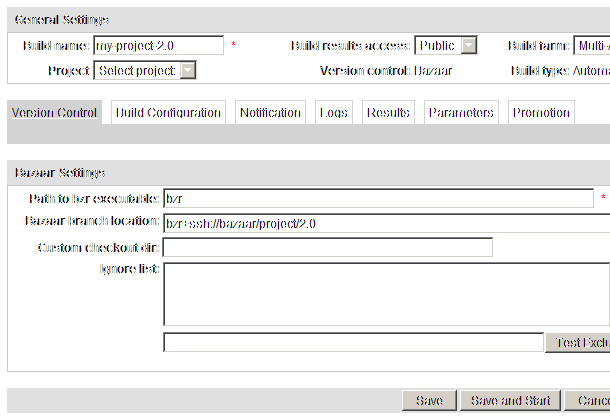 General Settings
Build name: my-project-2.0 * Build results access: Public Build farm: Multi-A
Project: Select project: Version control: Bazaar Build type: Automa
Version Control Build Configuration Notification Logs Results Parameters Promotion
Bazaar Settings
Path to bzr executable: bzr *
Bazaar branch location: bzr+ssh://bazaar/project/2.0
Custom checkout dir:
Ignore list:
Test Exclu
Save Save and Start Cance